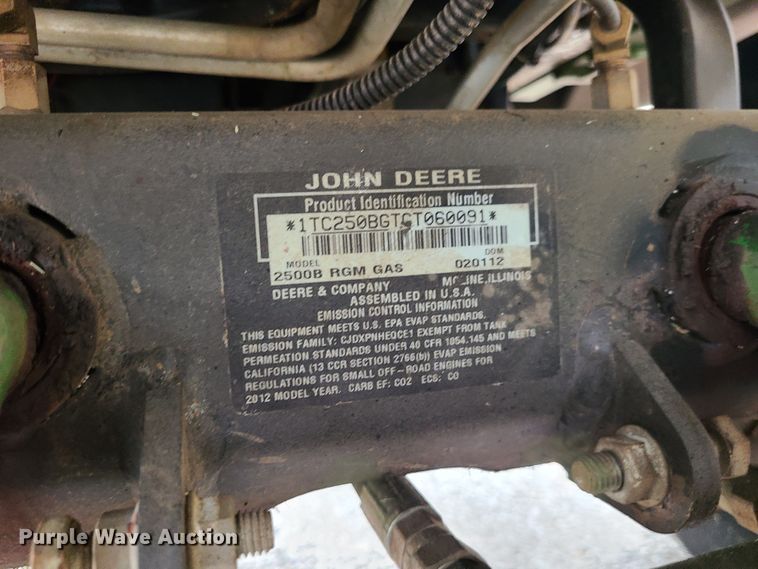 JOHN DEERE
Product Identification Number
*1TC250BGTCT060091*
MODEL DOM
2500B RGM GAS 020112
DEERE & COMPANY MOLINE,ILLINOIS
ASSEMBLED IN U.S.A.
EMISSION CONTROL INFORMATION
THIS EQUIPMENT MEETS U.S. EPA EVAP STANDARDS.
EMISSION FAMILY: CJDXPNHEOCE1 EXEMPT FROM TANK
PERMEATION STANDARDS UNDER 40 CFR 1054.145 AND MEETS
CALIFORNIA (13 CCR SECTION 2766(b)) EVAP EMISSION
REGULATIONS FOR SMALL OFF-ROAD ENGINES FOR
2012 MODEL YEAR. CARB EF: CO2 ECS: CO
Purple Wave Auction